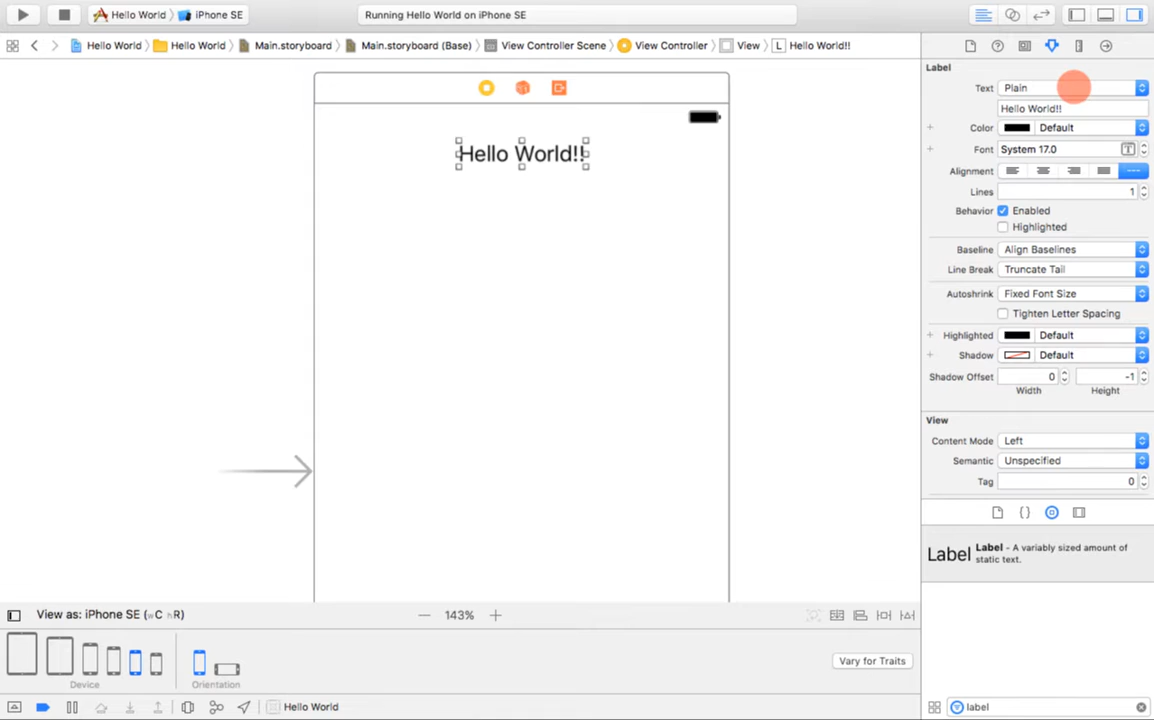 Hello World iPhone SE Running Hello World on iPhone SE
Hello World Hello World Main.storyboard Main.storyboard (Base) View Controller Scene View Controller View L Hello World!!
Hello World!!
Label
Text Plain
Hello World!!
Color Default
Font System 17.0 T
Alignment
Lines 1
Behavior Enabled
Highlighted
Baseline Align Baselines
Line Break Truncate Tail
Autoshrink Fixed Font Size
Tighten Letter Spacing
Highlighted Default
Shadow Default
Shadow Offset 0 -1
Width Height
View
Content Mode Left
Semantic Unspecified
Tag 0
Label Label - A variably sized amount of
static text.
View as: iPhone SE (wC hR) 143%
Vary for Traits
Device Orientation
Hello World
label